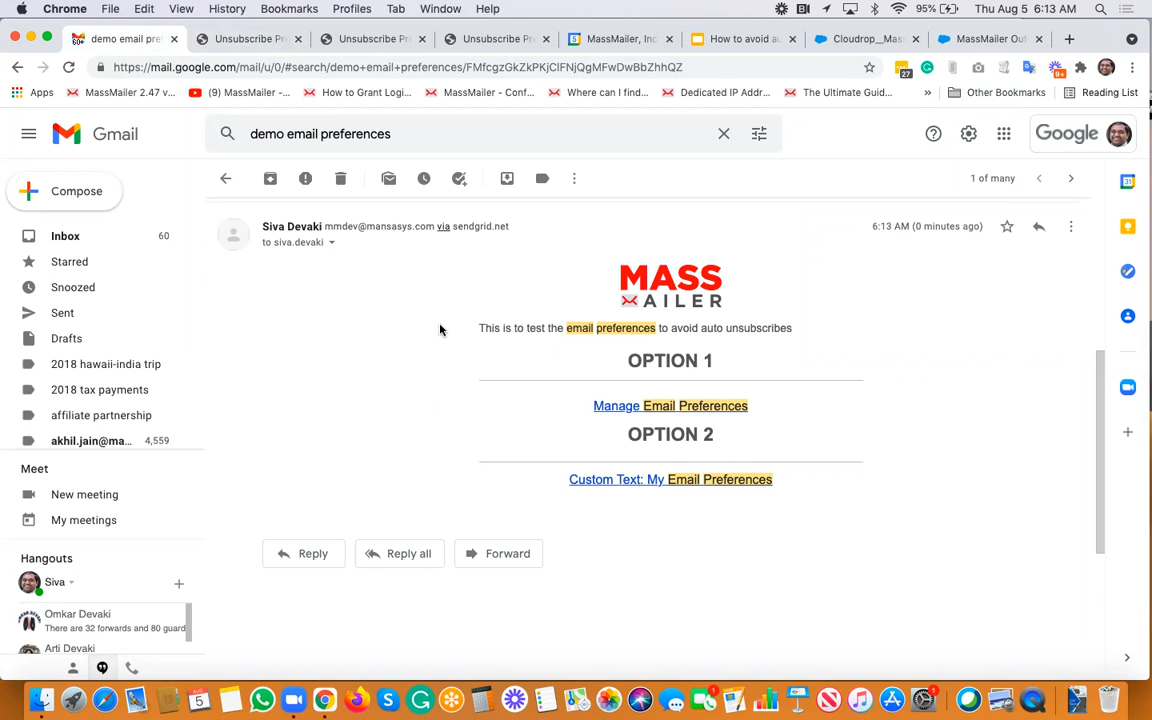 Chrome File Edit View History Bookmarks Profiles Tab Window Help 95% Thu Aug 5 6:13 AM
demo email pre Unsubscribe Pr Unsubscribe Pr Unsubscribe Pr MassMailer, Inc How to avoid au Cloudrop__Mas MassMailer Out
https://mail.google.com/mail/u/0/#search/demo+email+preferences/FMfcgzGkZkPKjClFNjQgMFwDwBbZhhQZ
Apps MassMailer 2.47 v... (9) MassMailer -... How to Grant Logi... MassMailer - Conf... Where can I find... Dedicated IP Addr... The Ultimate Guid... » Other Bookmarks Reading List
Gmail demo email preferences Google
Compose
1 of many
Inbox 60
Starred
Snoozed
Sent
Drafts
2018 hawaii-india trip
2018 tax payments
affiliate partnership
akhil.jain@ma... 4,559
Meet
New meeting
My meetings
Hangouts
Siva
Omkar Devaki
There are 32 forwards and 80 guard
Arti Devaki
Siva Devaki mmdev@mansasys.com via sendgrid.net 6:13 AM (0 minutes ago)
to siva.devaki
MASS
MAILER
This is to test the email preferences to avoid auto unsubscribes
OPTION 1
Manage Email Preferences
OPTION 2
Custom Text: My Email Preferences
Reply Reply all Forward